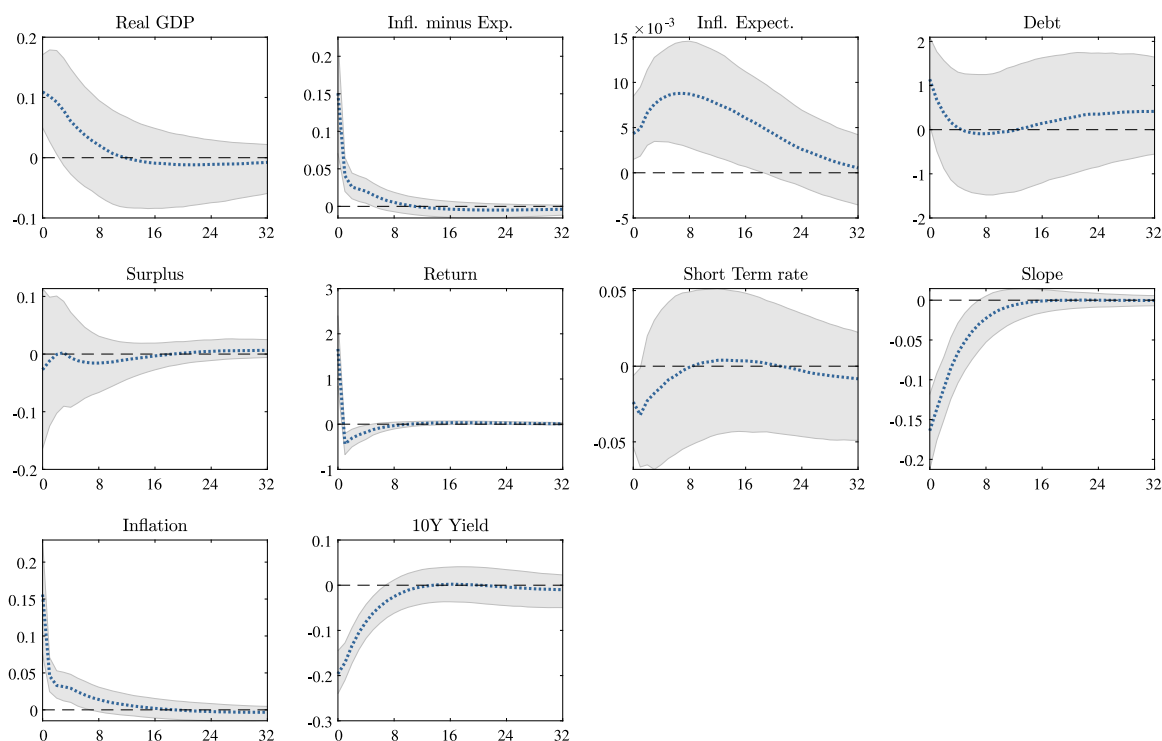 Real GDP
0.2
0.1
0
-0.1
0 8 16 24 32
Infl. minus Exp.
0.2
0.15
0.1
0.05
0
0 8 16 24 32
Infl. Expect.
×10⁻³
15
10
5
0
-5
0 8 16 24 32
Debt
2
1
0
-1
-2
0 8 16 24 32
Surplus
0.1
0
-0.1
-0.2
0 8 16 24 32
Return
3
2
1
0
-1
0 8 16 24 32
Short Term rate
0.05
0
-0.05
0 8 16 24 32
Slope
0
-0.05
-0.1
-0.15
-0.2
0 8 16 24 32
Inflation
0.2
0.15
0.1
0.05
0
0 8 16 24 32
10Y Yield
0.1
0
-0.1
-0.2
-0.3
0 8 16 24 32